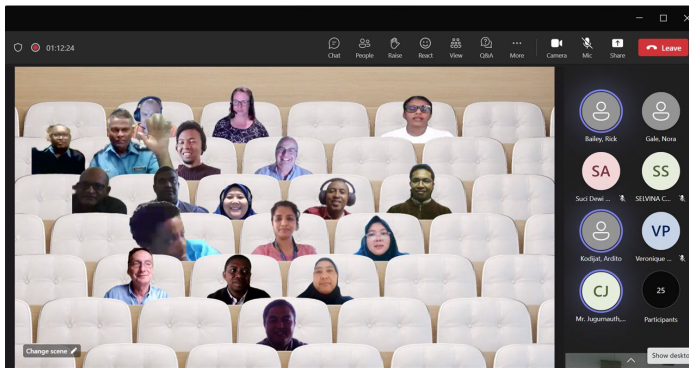 01:12:24
Chat
People
Raise
React
View
Q&A
More
Camera
Mic
Share
Leave
Bailey, Rick
Gale, Nora
SA
SS
Suci Dewi ...
SELVINA C...
VP
Kodijat, Ardito
Veronique ...
CJ
25
Mr. Jugurnauth,...
Participants
Change scene
Show deskto